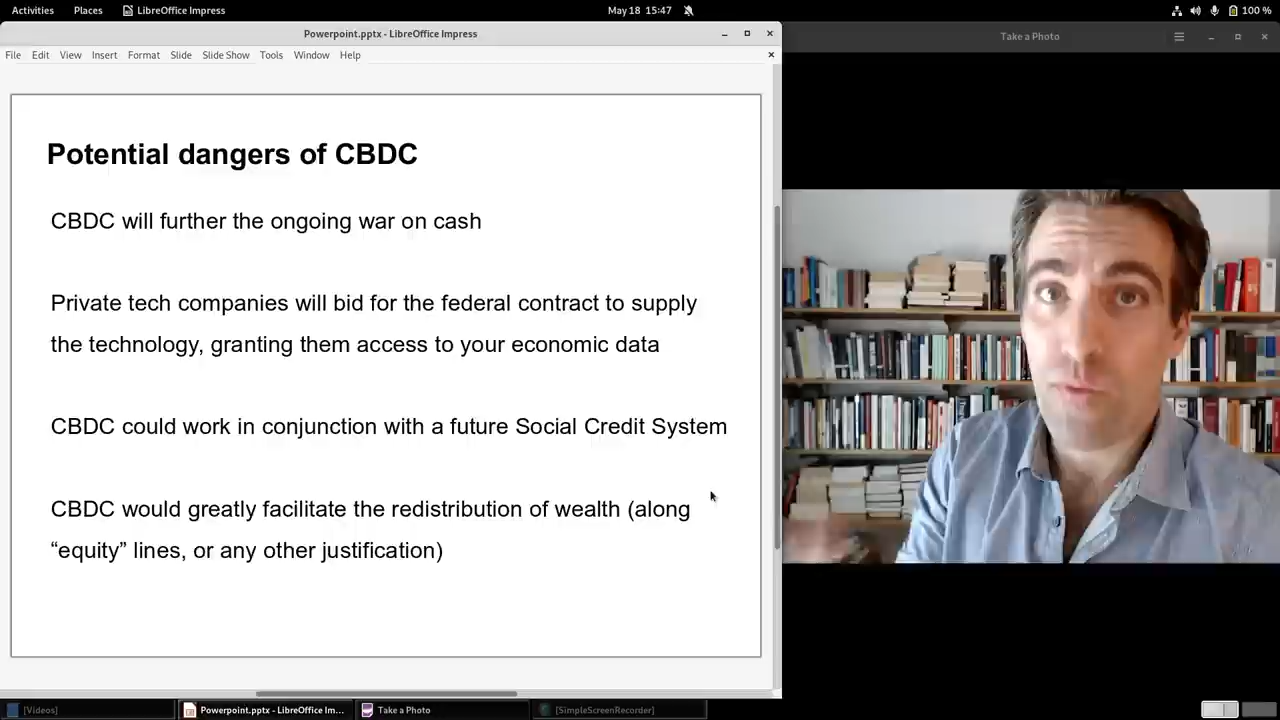 Activities Places LibreOffice Impress May 18 15:47 100 %
Powerpoint.pptx - LibreOffice Impress
Take a Photo
File Edit View Insert Format Slide Slide Show Tools Window Help
Potential dangers of CBDC
CBDC will further the ongoing war on cash
Private tech companies will bid for the federal contract to supply
the technology, granting them access to your economic data
CBDC could work in conjunction with a future Social Credit System
CBDC would greatly facilitate the redistribution of wealth (along
“equity” lines, or any other justification)
[Videos] Powerpoint.pptx - LibreOffice Im... Take a Photo [SimpleScreenRecorder]